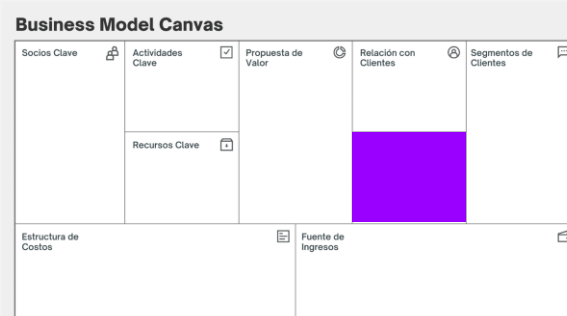 Business Model Canvas
Socios Clave
Actividades
Clave
Propuesta de
Valor
Relación con
Clientes
Segmentos de
Clientes
Recursos Clave
Estructura de
Costos
Fuente de
Ingresos